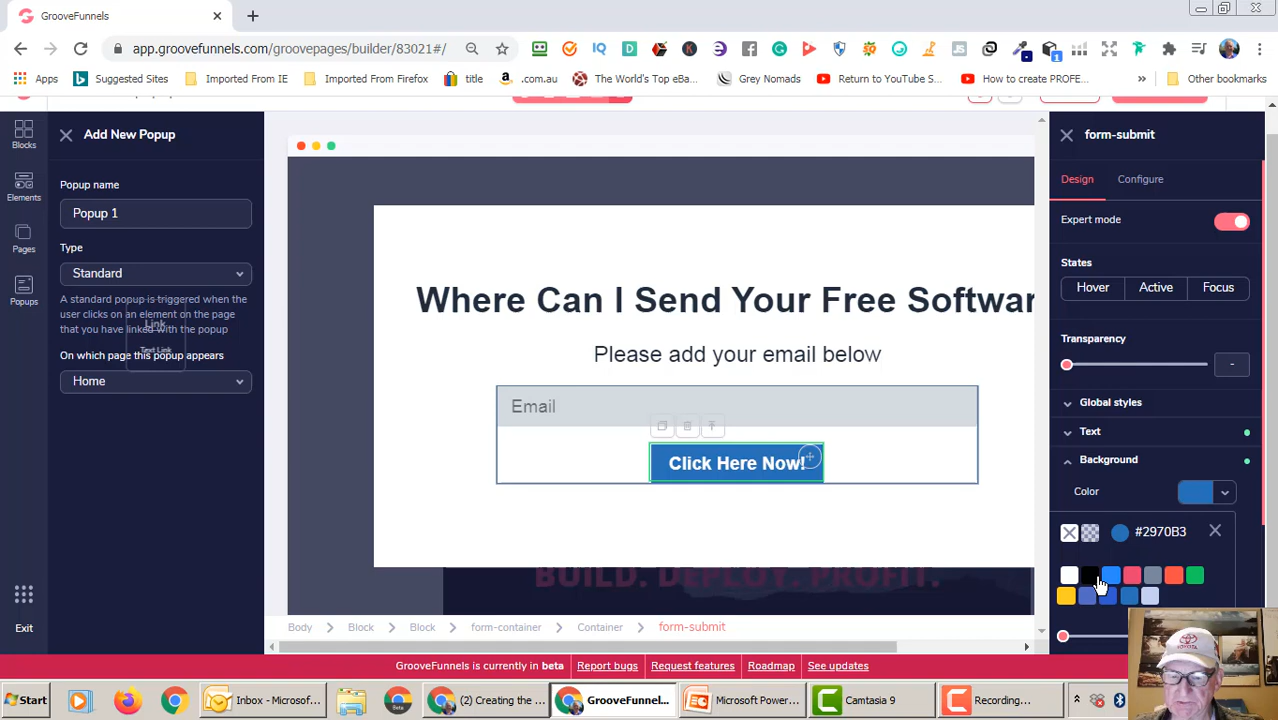 GrooveFunnels
app.groovefunnels.com/groovepages/builder/83021#/
Apps
Suggested Sites
Imported From IE
Imported From Firefox
title
.com.au
The World's Top eBa...
Grey Nomads
Return to YouTube S...
How to create PROFE...
»
Other bookmarks
Blocks
Elements
Pages
Popups
Exit
Add New Popup
Popup name
Popup 1
Type
Standard
A standard popup is triggered when the
user clicks on an element on the page
that you have linked with the popup
Link
Text Link
On which page this popup appears
Home
Where Can I Send Your Free Softwar
Please add your email below
Email
Click Here Now!
BUILD. DEPLOY. PROFIT.
Body > Block > Block > form-container > Container > form-submit
form-submit
Design
Configure
Expert mode
States
Hover
Active
Focus
Transparency
-
Global styles
Text
Background
Color
#2970B3
GrooveFunnels is currently in beta
Report bugs
Request features
Roadmap
See updates
Start
Inbox - Microsof...
(2) Creating the ...
GrooveFunnel...
Microsoft Power...
Camtasia 9
Recording...